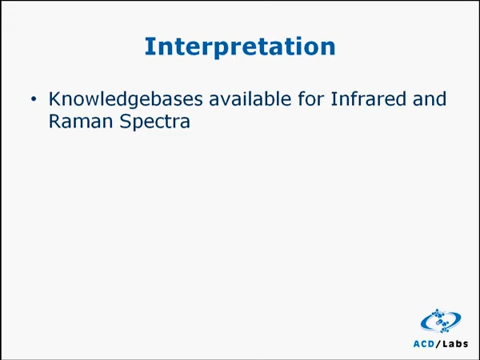 Interpretation
• Knowledgebases available for Infrared and
Raman Spectra
ACD/Labs